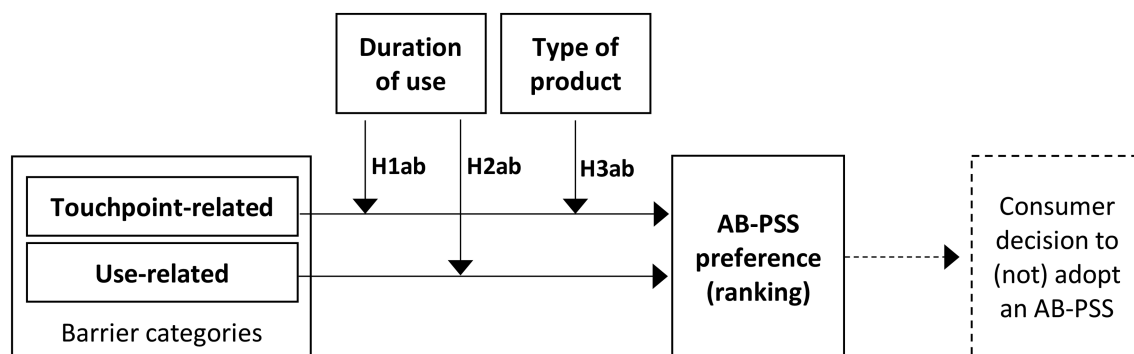 Duration
of use
Type of
product
H1ab
H2ab
H3ab
Touchpoint-related
Use-related
Barrier categories
AB-PSS
preference
(ranking)
Consumer
decision to
(not) adopt
an AB-PSS